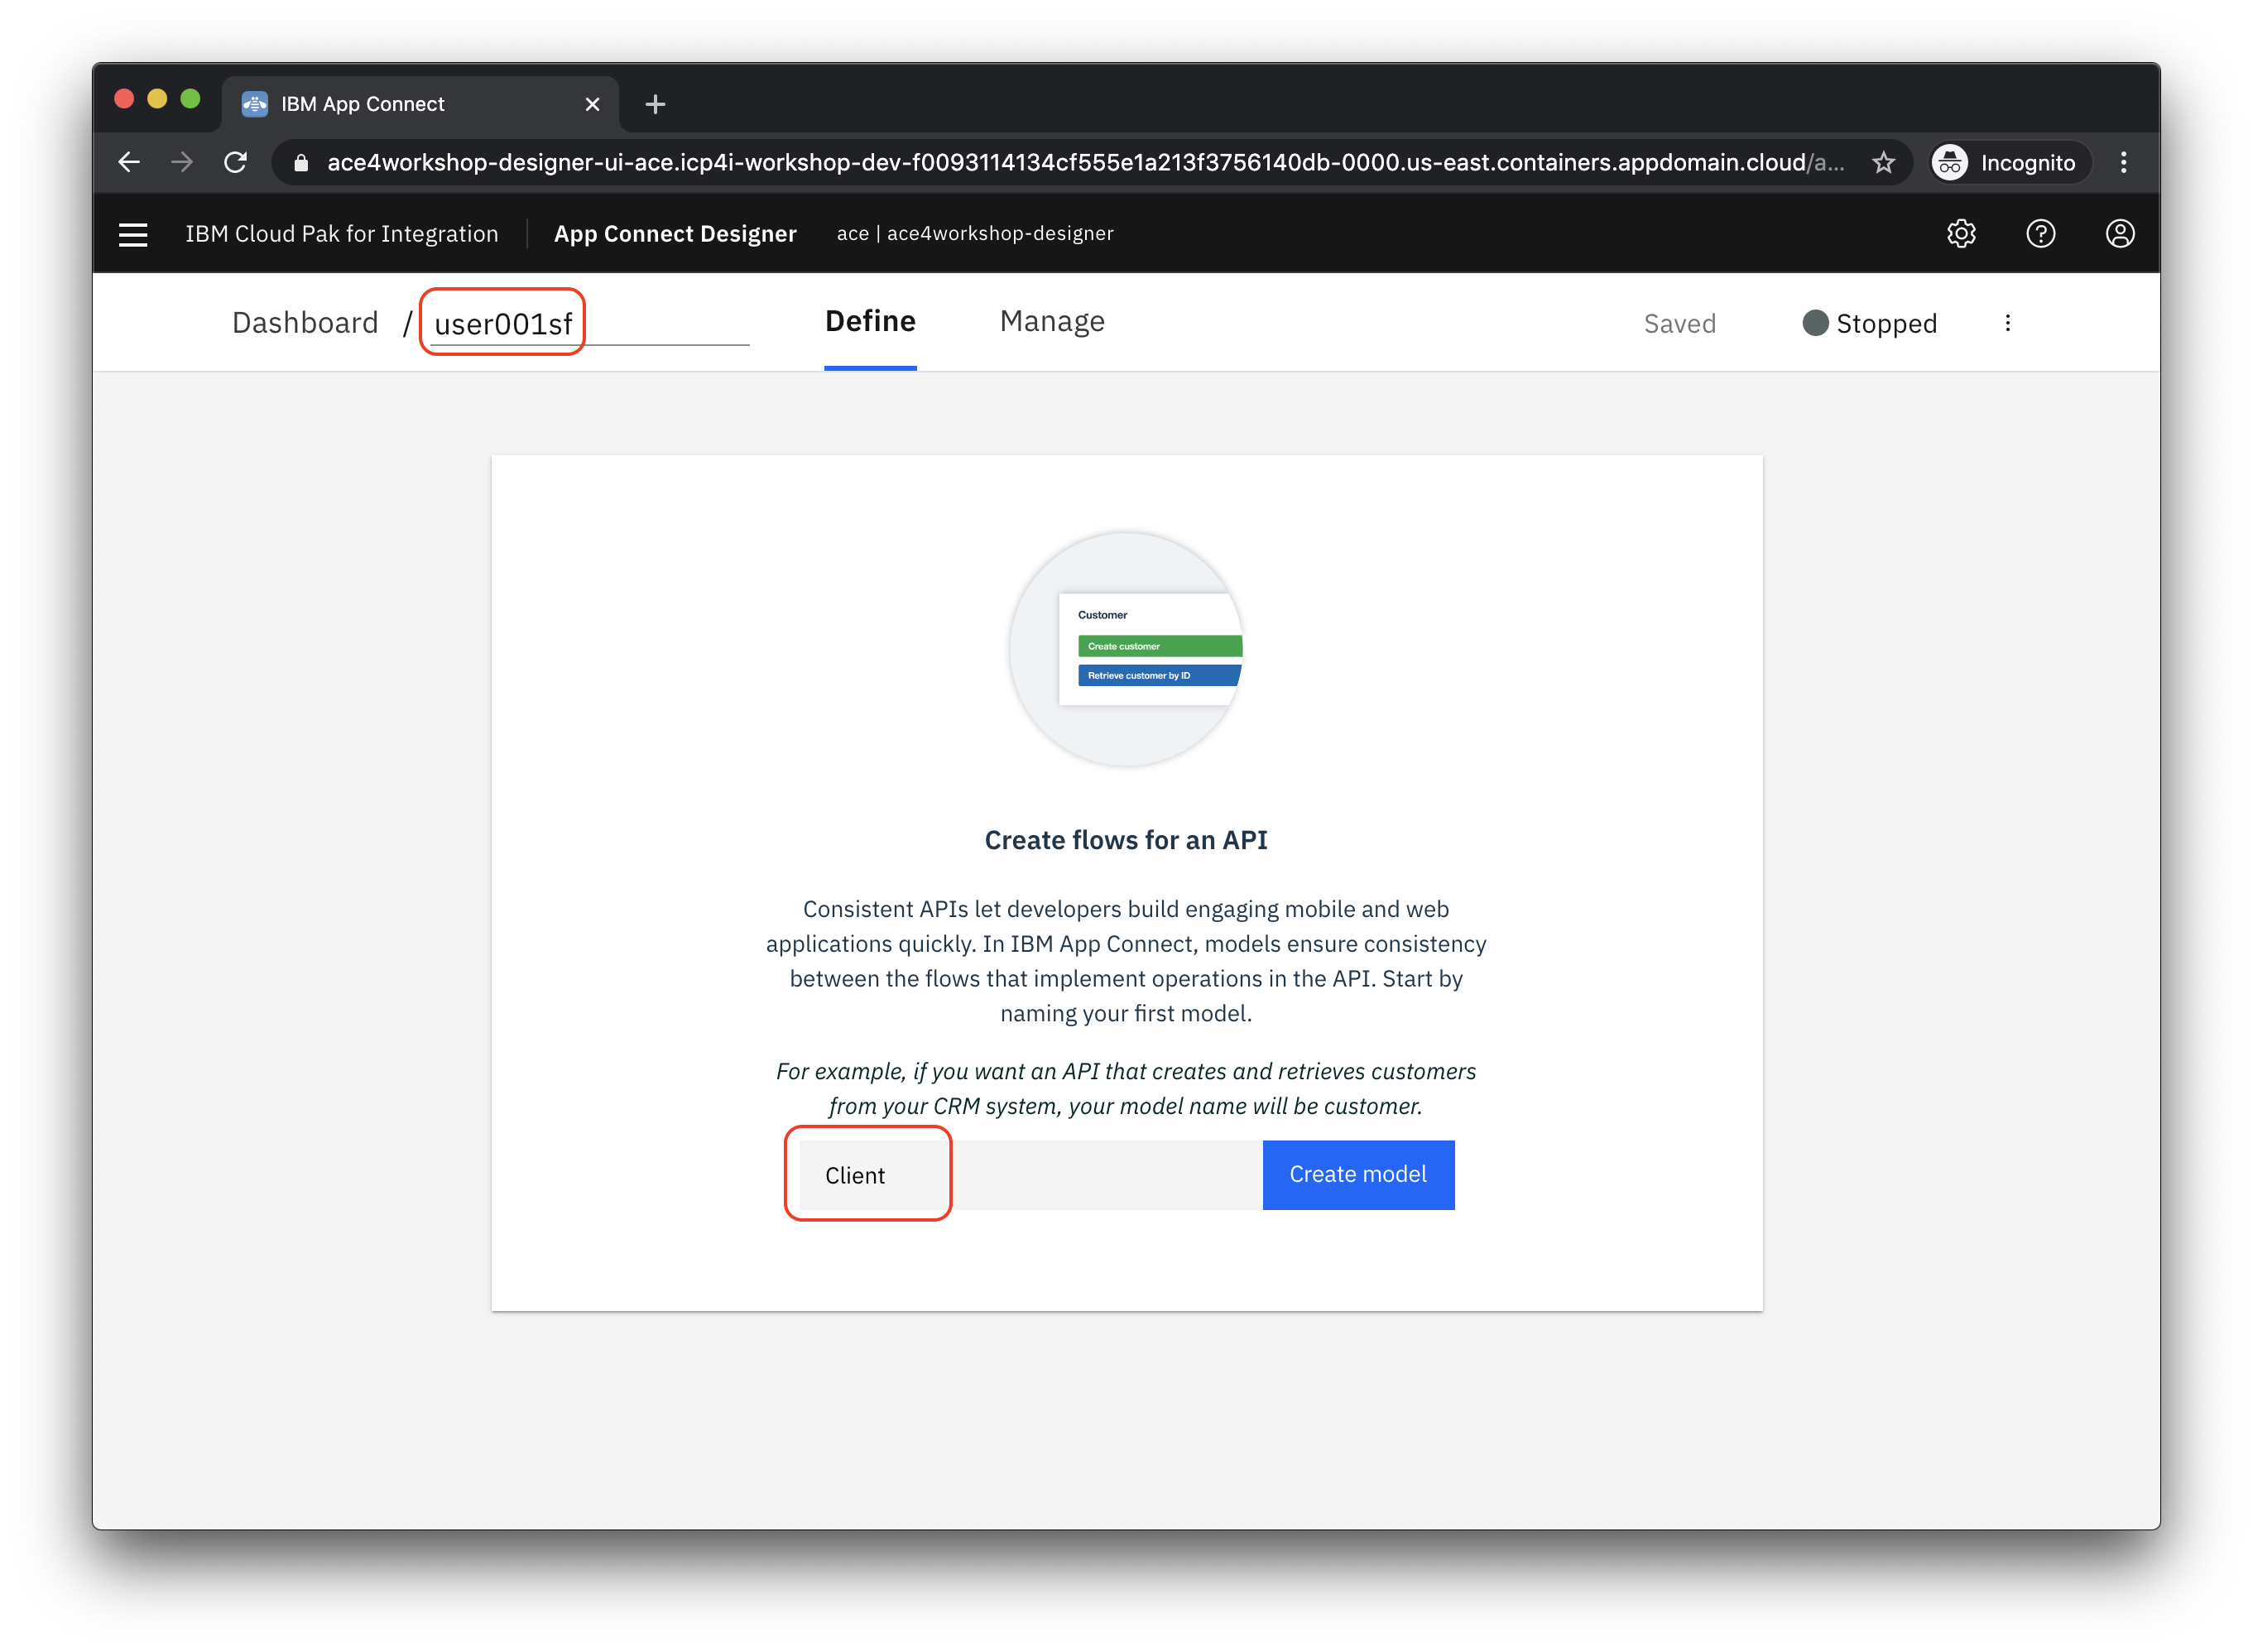 IBM App Connect
ace4workshop-designer-ui-ace.icp4i-workshop-dev-f0093114134cf555e1a213f3756140db-0000.us-east.containers.appdomain.cloud/a...
Incognito
IBM Cloud Pak for Integration
App Connect Designer
ace | ace4workshop-designer
Dashboard / user001sf
Define
Manage
Saved
Stopped
Customer
Create customer
Retrieve customer by ID
Create flows for an API
Consistent APIs let developers build engaging mobile and web
applications quickly. In IBM App Connect, models ensure consistency
between the flows that implement operations in the API. Start by
naming your first model.
For example, if you want an API that creates and retrieves customers
from your CRM system, your model name will be customer.
Client
Create model